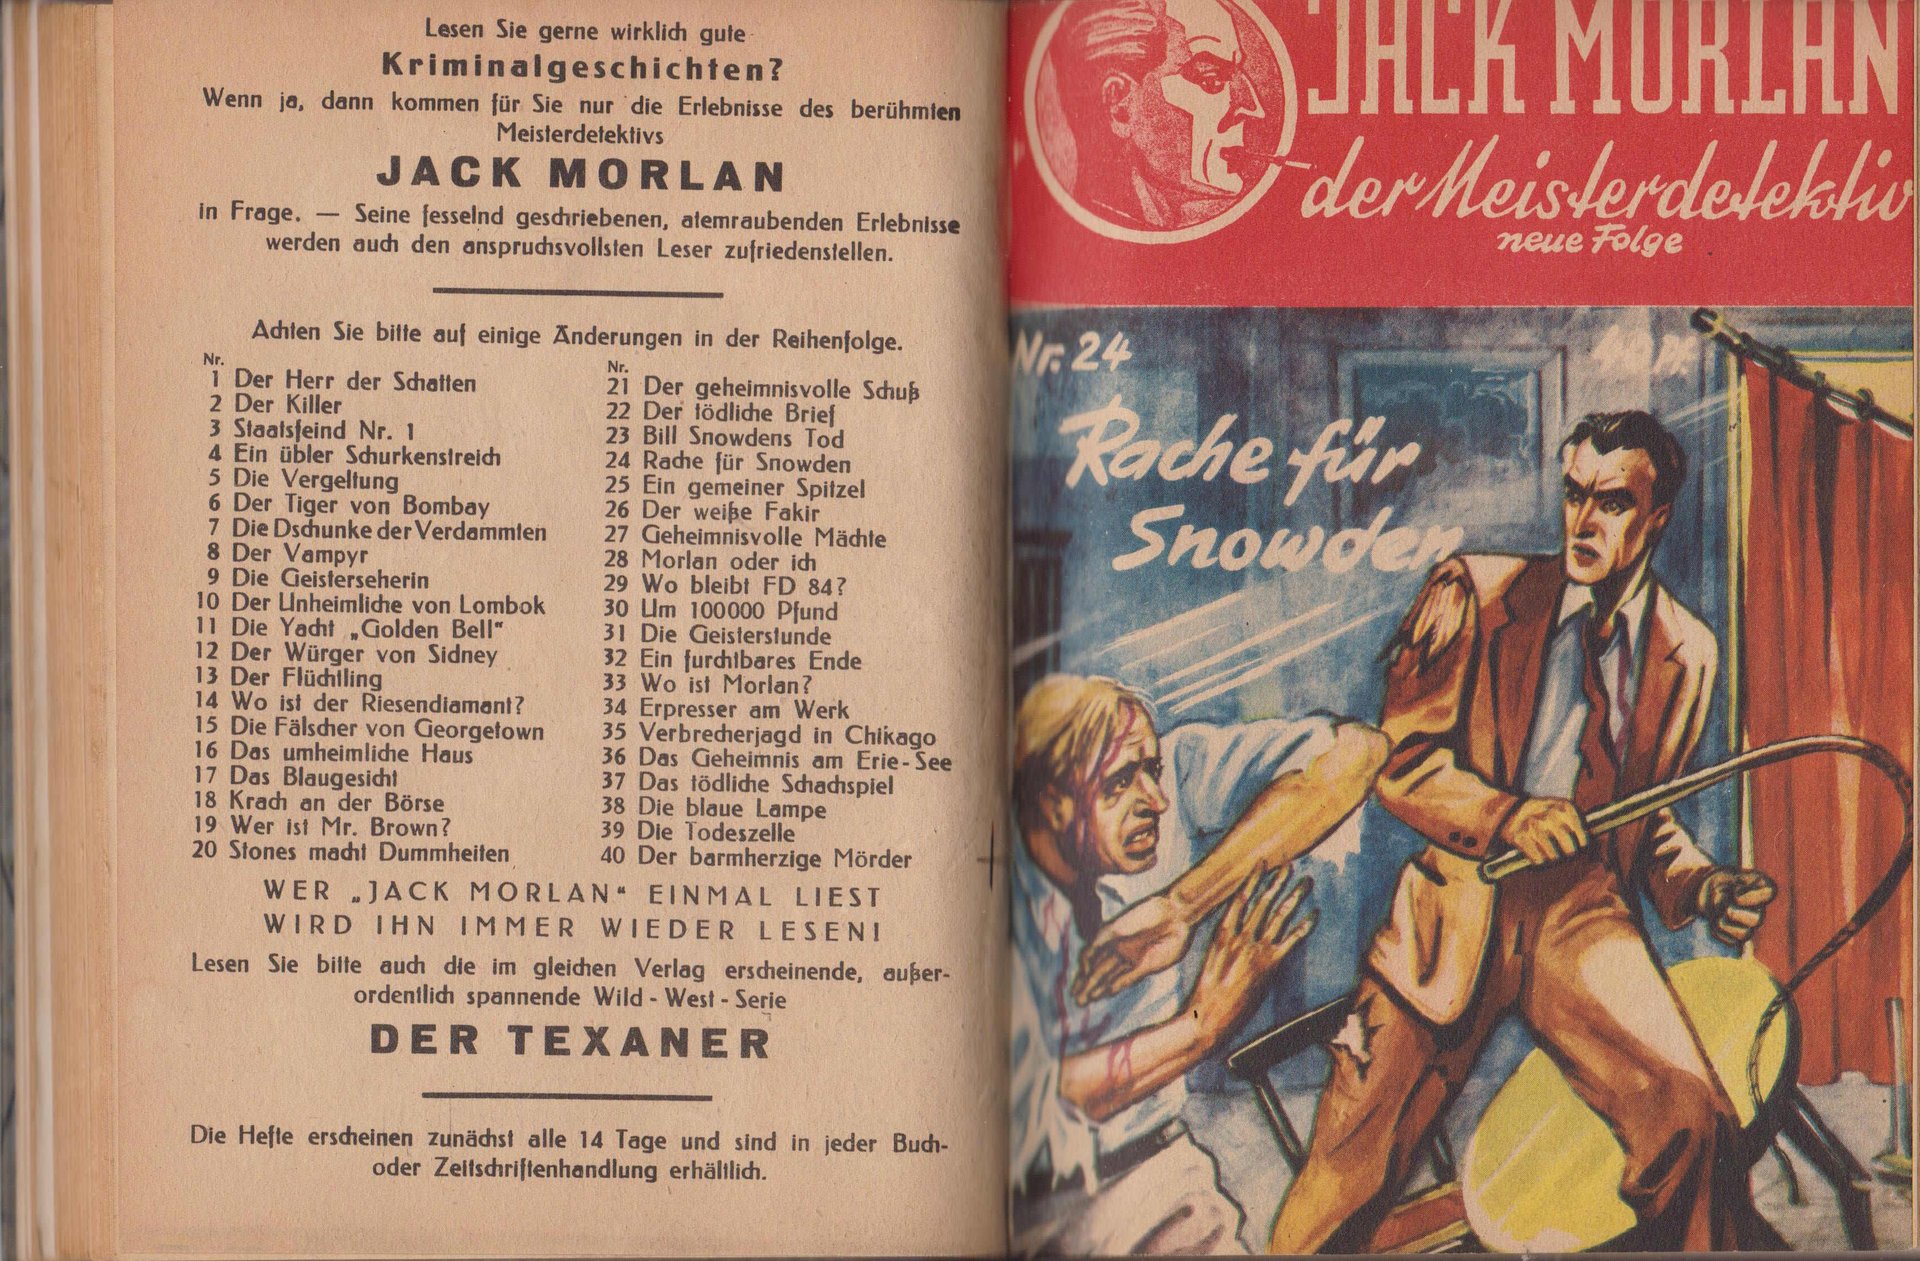 Lesen Sie gerne wirklich gute
Kriminalgeschichten?
Wenn ja, dann kommen für Sie nur die Erlebnisse des berühmten
Meisterdetektivs
JACK MORLAN
in Frage. — Seine fesselnd geschriebenen, atemraubenden Erlebnisse
werden auch den anspruchsvollsten Leser zufriedenstellen.
Achten Sie bitte auf einige Änderungen in der Reihenfolge.
Nr.
1 Der Herr der Schatten
2 Der Killer
3 Staatsfeind Nr. 1
4 Ein übler Schurkenstreich
5 Die Vergeltung
6 Der Tiger von Bombay
7 Die Dschunke der Verdammten
8 Der Vampyr
9 Die Geisterseherin
10 Der Unheimliche von Lombok
11 Die Yacht „Golden Bell“
12 Der Würger von Sidney
13 Der Flüchtling
14 Wo ist der Riesendiamant?
15 Die Fälscher von Georgetown
16 Das umheimliche Haus
17 Das Blaugesicht
18 Krach an der Börse
19 Wer ist Mr. Brown?
20 Stones macht Dummheiten
Nr.
21 Der geheimnisvolle Schuß
22 Der tödliche Brief
23 Bill Snowdens Tod
24 Rache für Snowden
25 Ein gemeiner Spitzel
26 Der weiße Fakir
27 Geheimnisvolle Mächte
28 Morlan oder ich
29 Wo bleibt FD 84?
30 Um 100000 Pfund
31 Die Geisterstunde
32 Ein furchtbares Ende
33 Wo ist Morlan?
34 Erpresser am Werk
35 Verbrecherjagd in Chikago
36 Das Geheimnis am Erie-See
37 Das tödliche Schachspiel
38 Die blaue Lampe
39 Die Todeszelle
40 Der barmherzige Mörder
WER „JACK MORLAN“ EINMAL LIEST
WIRD IHN IMMER WIEDER LESEN!
Lesen Sie bitte auch die im gleichen Verlag erscheinende, außer-
ordentlich spannende Wild-West-Serie
DER TEXANER
Die Hefte erscheinen zunächst alle 14 Tage und sind in jeder Buch-
oder Zeitschriftenhandlung erhältlich.
JACK MORLAN
der Meisterdetektiv
neue Folge
Nr. 24
40 Pf.
Rache für
Snowden